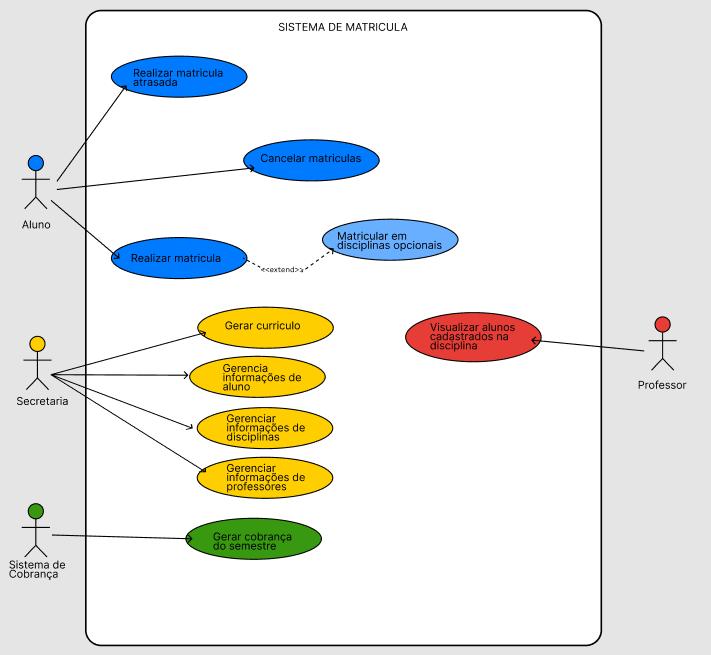 SISTEMA DE MATRICULA
Realizar matricula
atrasada
Cancelar matriculas
Aluno
Matricular em
disciplinas opcionais
Realizar matricula
<<extend>>
Gerar curriculo
Visualizar alunos
cadastrados na
disciplina
Professor
Gerencia
informações de
aluno
Secretaria
Gerenciar
informações de
disciplinas
Gerenciar
informações de
professores
Gerar cobrança
do semestre
Sistema de
Cobrança